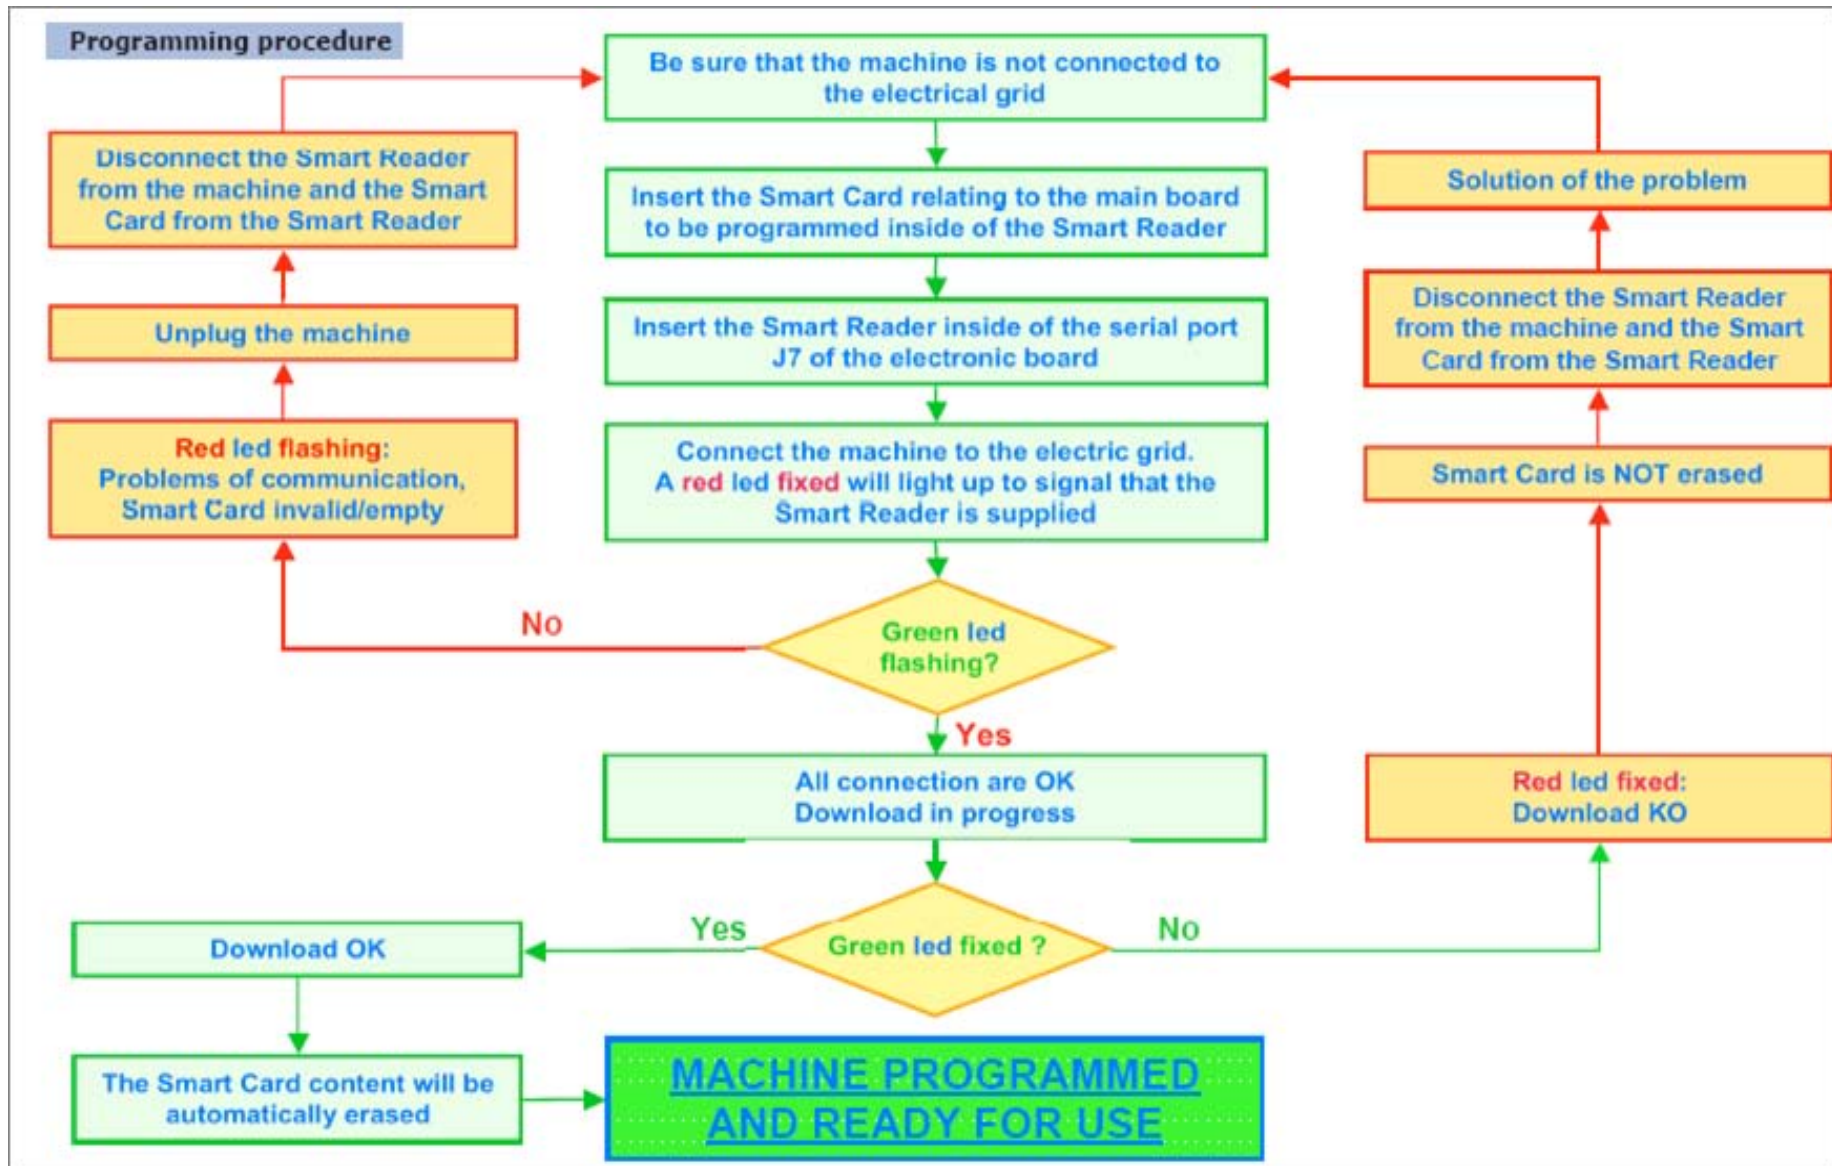 Programming procedure
Be sure that the machine is not connected to
the electrical grid
Disconnect the Smart Reader
from the machine and the Smart
Card from the Smart Reader
Solution of the problem
Insert the Smart Card relating to the main board
to be programmed inside of the Smart Reader
Disconnect the Smart Reader
from the machine and the Smart
Card from the Smart Reader
Unplug the machine
Insert the Smart Reader inside of the serial port
J7 of the electronic board
Red led flashing:
Problems of communication,
Smart Card invalid/empty
Connect the machine to the electric grid.
A red led fixed will light up to signal that the
Smart Reader is supplied
Smart Card is NOT erased
No
Green led
flashing?
Yes
All connection are OK
Download in progress
Red led fixed:
Download KO
Download OK
Yes
Green led fixed ?
No
The Smart Card content will be
automatically erased
MACHINE PROGRAMMED
AND READY FOR USE